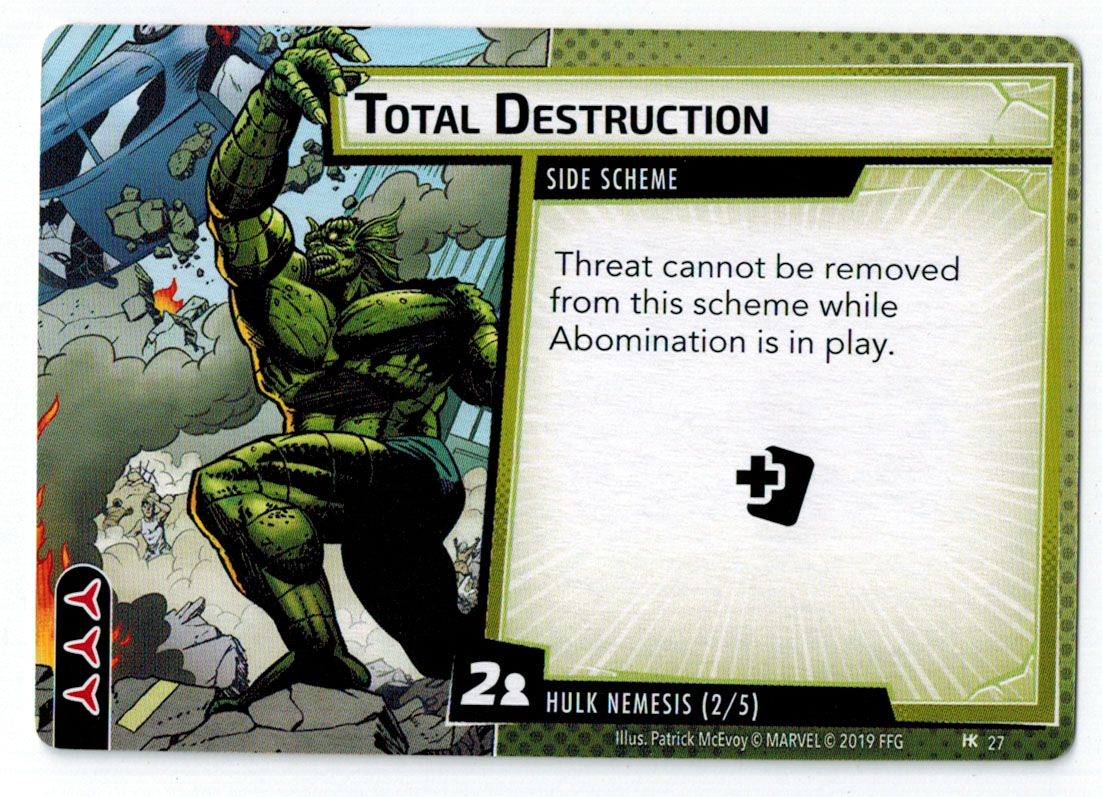 TOTAL DESTRUCTION
SIDE SCHEME
Threat cannot be removed
from this scheme while
Abomination is in play.
2
HULK NEMESIS (2/5)
Illus. Patrick McEvoy © MARVEL © 2019 FFG HK 27